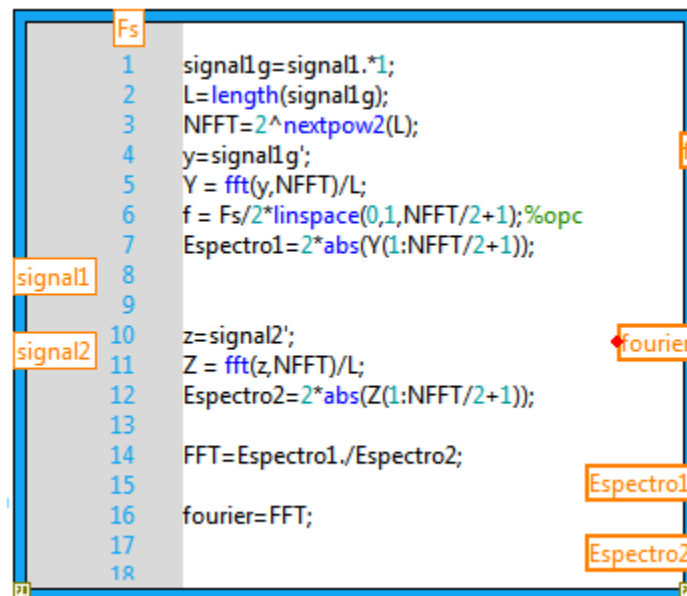 Fs
1 signal1g=signal1.*1;
2 L=length(signal1g);
3 NFFT=2^nextpow2(L);
4 y=signal1g';
5 Y = fft(y,NFFT)/L;
6 f = Fs/2*linspace(0,1,NFFT/2+1);%opc
7 Espectro1=2*abs(Y(1:NFFT/2+1));
signal1 8
9
10 z=signal2';
signal2 11 Z = fft(z,NFFT)/L;
fourier
12 Espectro2=2*abs(Z(1:NFFT/2+1));
13
14 FFT=Espectro1./Espectro2;
15
Espectro1
16 fourier=FFT;
17
Espectro2
18